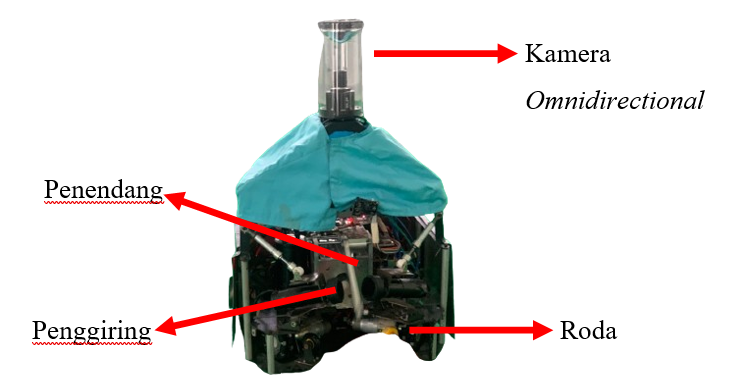 Kamera
Omnidirectional
Penendang
Penggiring
Roda